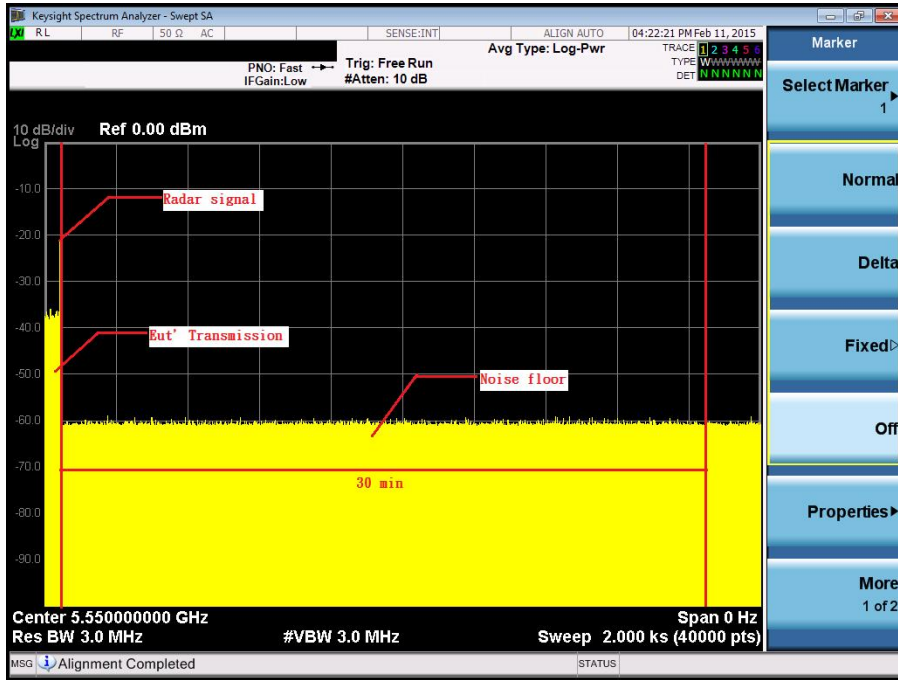 Keysight Spectrum Analyzer - Swept SA
LXI RL RF 50 Ω AC SENSE:INT ALIGN AUTO 04:22:21 PM Feb 11, 2015
Marker
Avg Type: Log-Pwr
TRACE 1 2 3 4 5 6
TYPE WWWWWW
DET N N N N N N
PNO: Fast
IFGain:Low
Trig: Free Run
#Atten: 10 dB
Select Marker
1
10 dB/div Ref 0.00 dBm
Log
Normal
-10.0
Radar signal
-20.0
Delta
-30.0
-40.0
Eut' Transmission
Fixed
-50.0
Noise floor
-60.0
Off
-70.0
30 min
-80.0
Properties
-90.0
More
1 of 2
Center 5.550000000 GHz Span 0 Hz
Res BW 3.0 MHz #VBW 3.0 MHz Sweep 2.000 ks (40000 pts)
MSG Alignment Completed STATUS